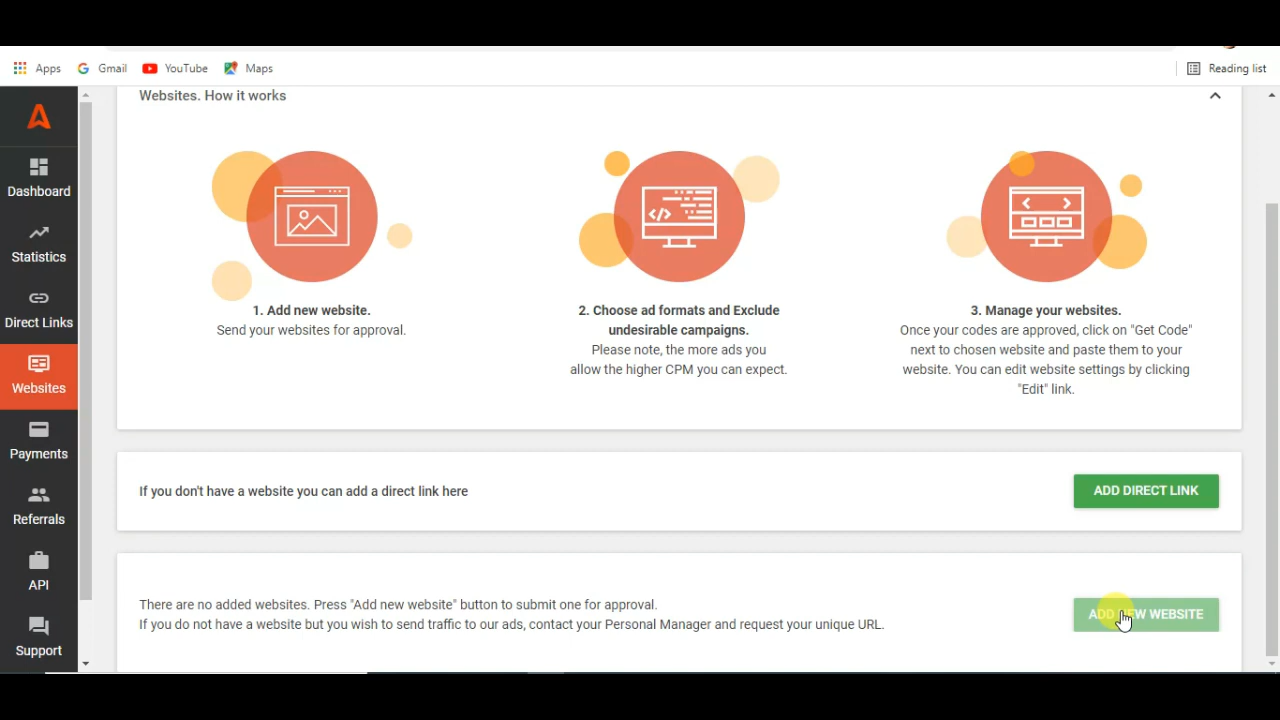 Apps
Gmail
YouTube
Maps
Reading list
Dashboard
Statistics
Direct Links
Websites
Payments
Referrals
API
Support
Websites. How it works
1. Add new website.
Send your websites for approval.
2. Choose ad formats and Exclude
undesirable campaigns.
Please note, the more ads you
allow the higher CPM you can expect.
3. Manage your websites.
Once your codes are approved, click on "Get Code"
next to chosen website and paste them to your
website. You can edit website settings by clicking
"Edit" link.
If you don't have a website you can add a direct link here
ADD DIRECT LINK
There are no added websites. Press "Add new website" button to submit one for approval.
If you do not have a website but you wish to send traffic to our ads, contact your Personal Manager and request your unique URL.
ADD NEW WEBSITE